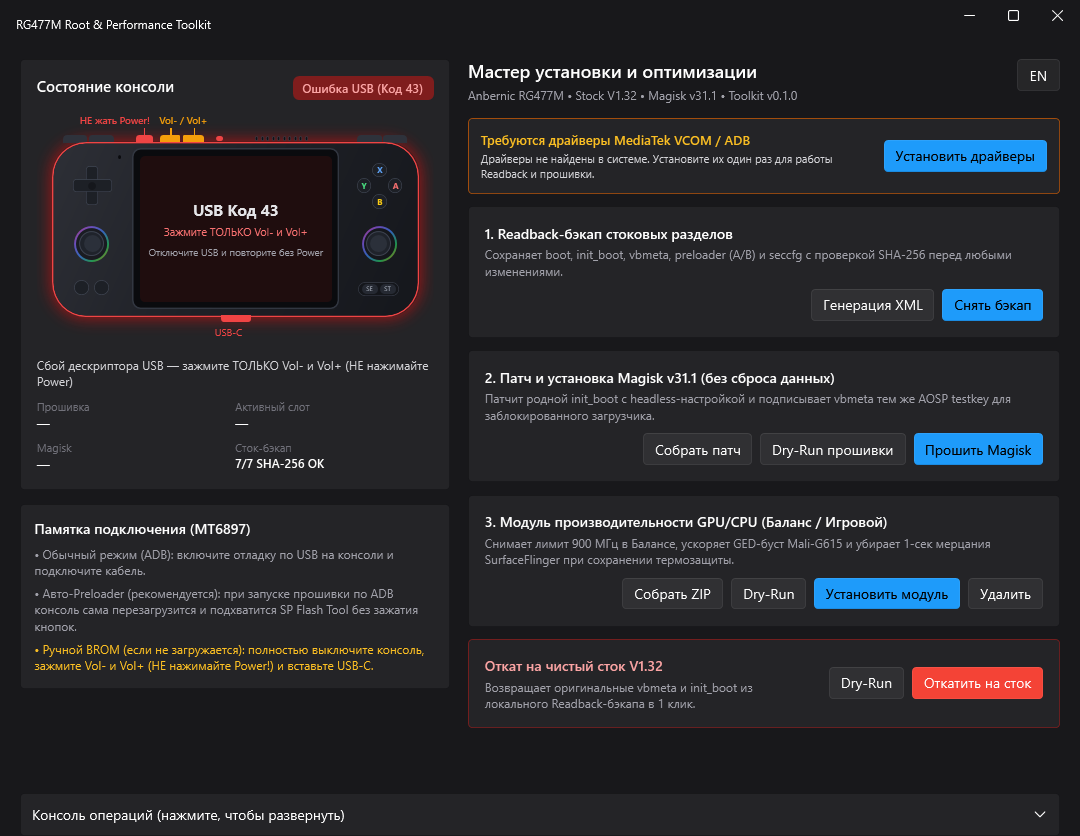 RG477M Root & Performance Toolkit
Состояние консоли
Ошибка USB (Код 43)
НЕ жать Power!
Vol- / Vol+
X
Y
A
B
USB Код 43
Зажмите ТОЛЬКО Vol- и Vol+
Отключите USB и повторите без Power
SE
ST
USB-C
Сбой дескриптора USB — зажмите ТОЛЬКО Vol- и Vol+ (НЕ нажимайте
Power)
Прошивка
Активный слот
—
—
Magisk
Сток-бэкап
—
7/7 SHA-256 OK
Памятка подключения (MT6897)
• Обычный режим (ADB): включите отладку по USB на консоли и
подключите кабель.
• Авто-Preloader (рекомендуется): при запуске прошивки по ADB
консоль сама перезагрузится и подхватится SP Flash Tool без зажатия
кнопок.
• Ручной BROM (если не загружается): полностью выключите консоль,
зажмите Vol- и Vol+ (НЕ нажимайте Power!) и вставьте USB-C.
Мастер установки и оптимизации
EN
Anbernic RG477M • Stock V1.32 • Magisk v31.1 • Toolkit v0.1.0
Требуются драйверы MediaTek VCOM / ADB
Драйверы не найдены в системе. Установите их один раз для работы
Readback и прошивки.
Установить драйверы
1. Readback-бэкап стоковых разделов
Сохраняет boot, init_boot, vbmeta, preloader (A/B) и seccfg с проверкой SHA-256 перед любыми
изменениями.
Генерация XML
Снять бэкап
2. Патч и установка Magisk v31.1 (без сброса данных)
Патчит родной init_boot с headless-настройкой и подписывает vbmeta тем же AOSP testkey для
заблокированного загрузчика.
Собрать патч
Dry-Run прошивки
Прошить Magisk
3. Модуль производительности GPU/CPU (Баланс / Игровой)
Снимает лимит 900 МГц в Балансе, ускоряет GED-буст Mali-G615 и убирает 1-сек мерцания
SurfaceFlinger при сохранении термозащиты.
Собрать ZIP
Dry-Run
Установить модуль
Удалить
Откат на чистый сток V1.32
Возвращает оригинальные vbmeta и init_boot из
локального Readback-бэкапа в 1 клик.
Dry-Run
Откатить на сток
Консоль операций (нажмите, чтобы развернуть)